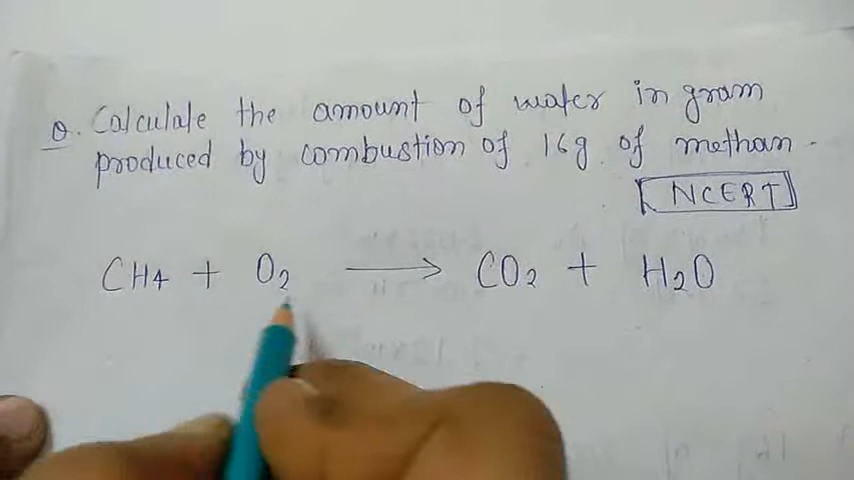 Q. Calculate the amount of water in gram
produced by combustion of 16g of methan.
[NCERT]
CH4 + O2 → CO2 + H2O